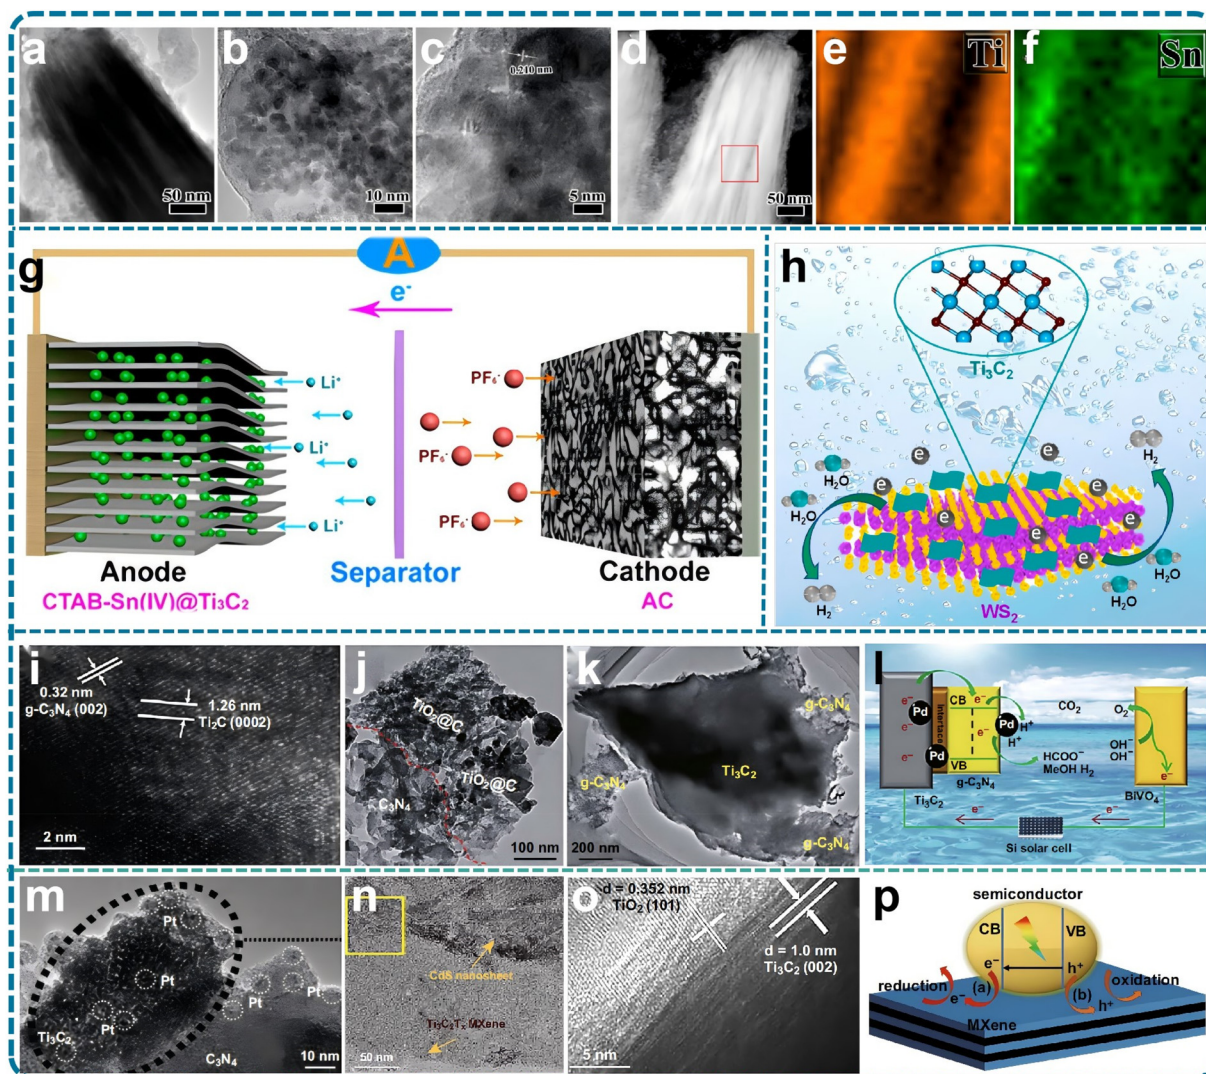 a
50 nm
b
10 nm
c
0.210 nm
5 nm
d
50 nm
e
Ti
f
Sn
g
A
e⁻
Li⁺
Li⁺
Li⁺
PF₆⁻
PF₆⁻
PF₆⁻
Anode
CTAB-Sn(IV)@Ti₃C₂
Separator
Cathode
AC
h
Ti₃C₂
H₂
H₂O
H₂O
e
e
e
e
e
e
e
H₂O
H₂O
H₂
WS₂
i
0.32 nm
g-C₃N₄ (002)
1.26 nm
Ti₂C (0002)
2 nm
j
TiO₂@C
TiO₂@C
C₃N₄
100 nm
k
g-C₃N₄
Ti₃C₂
g-C₃N₄
g-C₃N₄
200 nm
l
e⁻
e⁻
e⁻
e⁻
Pd
Interface
CB
e⁻
e⁻
Pd
H⁺
H⁺
Pd
VB
g-C₃N₄
Ti₃C₂
CO₂
HCOO⁻
MeOH H₂
O₂
OH⁻
OH⁻
e⁻
BiVO₄
e⁻
e⁻
Si solar cell
m
Pt
Pt
Pt
Pt
Pt
Ti₃C₂
C₃N₄
10 nm
n
CdS nanosheet
Ti₃C₂Tₓ MXene
50 nm
o
d = 0.352 nm
TiO₂ (101)
d = 1.0 nm
Ti₃C₂ (002)
5 nm
p
semiconductor
CB
VB
e⁻
h⁺
reduction
(a)
e⁻
(b)
h⁺
oxidation
MXene